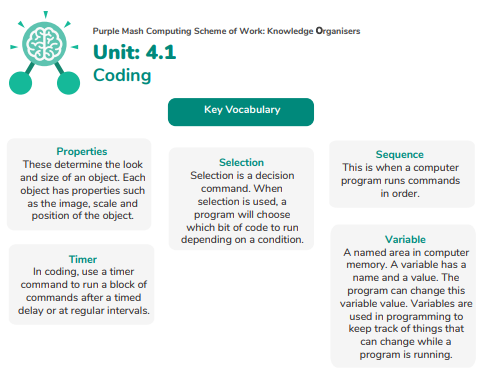 Purple Mash Computing Scheme of Work: Knowledge Organisers
Unit: 4.1
Coding
Key Vocabulary
Properties
These determine the look
and size of an object. Each
object has properties such
as the image, scale and
position of the object.
Timer
In coding, use a timer
command to run a block of
commands after a timed
delay or at regular intervals.
Selection
Selection is a decision
command. When
selection is used, a
program will choose
which bit of code to run
depending on a condition.
Sequence
This is when a computer
program runs commands
in order.
Variable
A named area in computer
memory. A variable has a
name and a value. The
program can change this
variable value. Variables are
used in programming to
keep track of things that
can change while a
program is running.